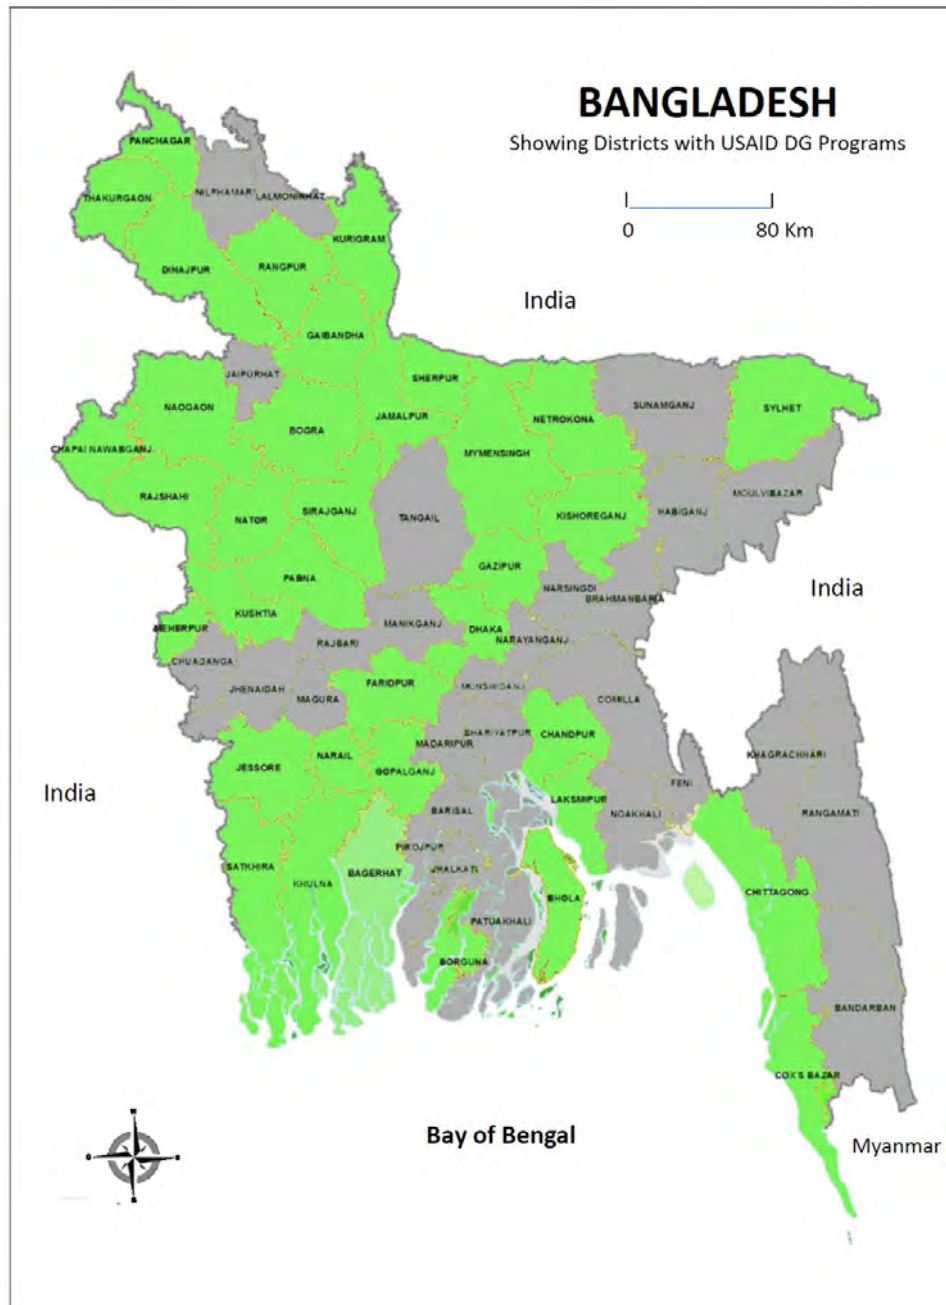 BANGLADESH
Showing Districts with USAID DG Programs
0 80 Km
PANCHAGAR
NILPHAMARI
LALMONIRHAT
THAKURGAON
KURIGRAM
DINAJPUR
RANGPUR
India
GAIBANDHA
JAIPURHAT
SHERPUR
NAOGAON
JAMALPUR
NETROKONA
SUNAMGANJ
SYLHET
BOGRA
CHAPAI NAWABGANJ
MYMENSINGH
RAJSHAHI
MOULVIBAZAR
SIRAJGANJ
HABIGANJ
NATOR
TANGAIL
KISHOREGANJ
GAZIPUR
PABNA
NARSINGDI
India
BRAHMANBARIA
KUSHTIA
MANIKGANJ
MEHERPUR
DHAKA
RAJBARI
NARAYANGANJ
CHUADANGA
FARIDPUR
JHENAIDAH
MUNSHIGANJ
MAGURA
COMILLA
SHARIYATPUR
CHANDPUR
MADARIPUR
KHAGRACHHARI
NARAIL
JESSORE
GOPALGANJ
FENI
India
LAKSMIPUR
BARISAL
NOAKHALI
RANGAMATI
PIROJPUR
SATKHIRA
JHALKATI
BAGERHAT
KHULNA
CHITTAGONG
BHOLA
PATUAKHALI
BORGUNA
BANDARBAN
COX'S BAZAR
Bay of Bengal
Myanmar